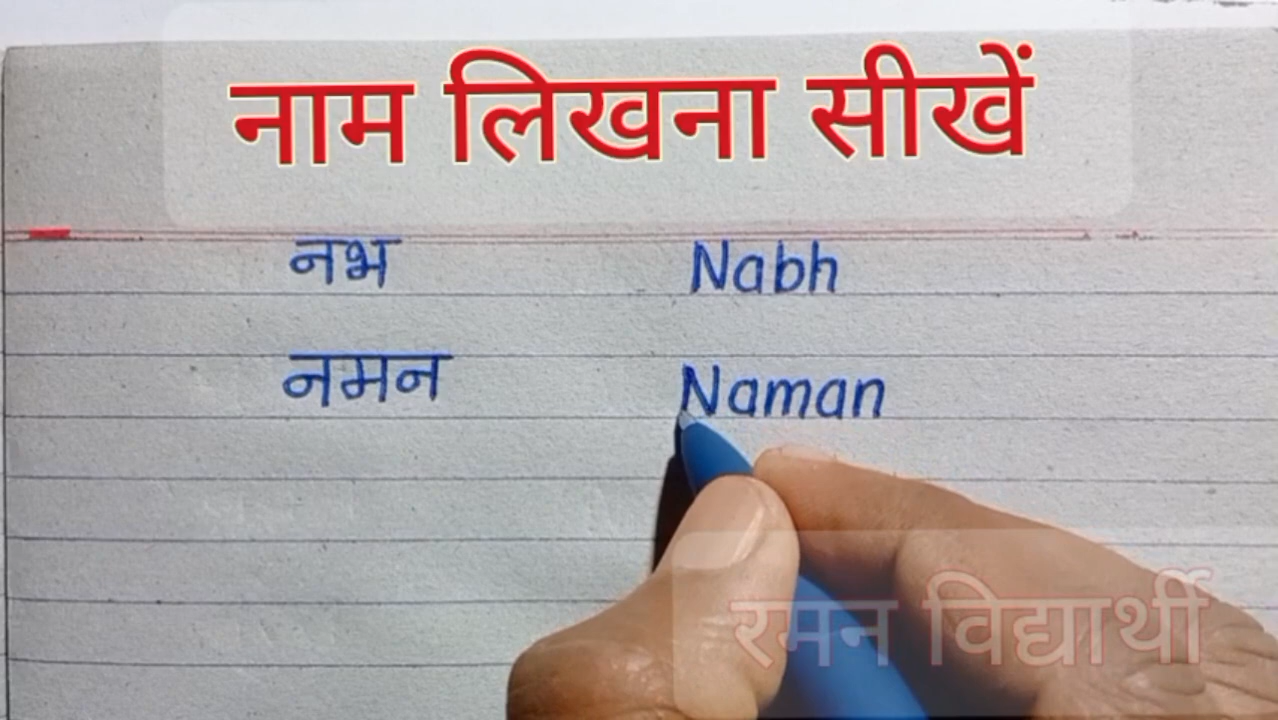 नाम लिखना सीखें
नभ Nabh
नमन Naman
रमन विद्यार्थी